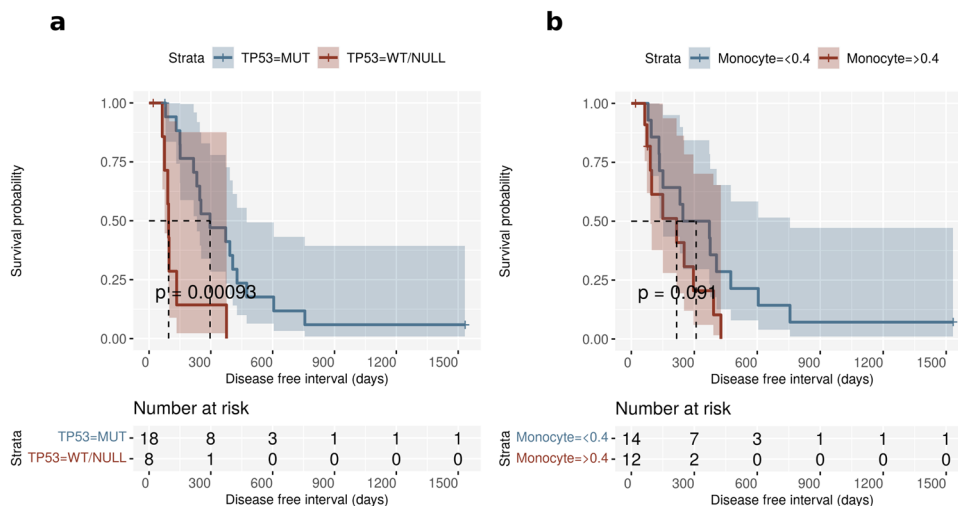 a
Strata TP53=MUT TP53=WT/NULL
Survival probability
1.00
0.75
0.50
0.25
0.00
p = 0.00093
0 300 600 900 1200 1500
Disease free interval (days)
Number at risk
Strata
TP53=MUT 18 8 3 1 1 1
TP53=WT/NULL 8 1 0 0 0 0
0 300 600 900 1200 1500
Disease free interval (days)
b
Strata Monocyte=<0.4 Monocyte=>0.4
Survival probability
1.00
0.75
0.50
0.25
0.00
p = 0.091
0 300 600 900 1200 1500
Disease free interval (days)
Number at risk
Strata
Monocyte=<0.4 14 7 3 1 1 1
Monocyte=>0.4 12 2 0 0 0 0
0 300 600 900 1200 1500
Disease free interval (days)